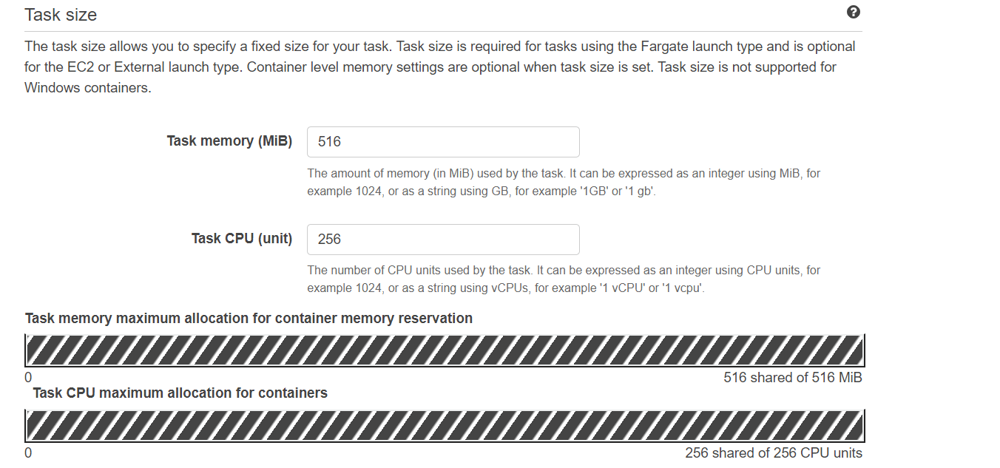 Task size
?
The task size allows you to specify a fixed size for your task. Task size is required for tasks using the Fargate launch type and is optional
for the EC2 or External launch type. Container level memory settings are optional when task size is set. Task size is not supported for
Windows containers.
Task memory (MiB)
516
The amount of memory (in MiB) used by the task. It can be expressed as an integer using MiB, for
example 1024, or as a string using GB, for example '1GB' or '1 gb'.
Task CPU (unit)
256
The number of CPU units used by the task. It can be expressed as an integer using CPU units, for
example 1024, or as a string using vCPUs, for example '1 vCPU' or '1 vcpu'.
Task memory maximum allocation for container memory reservation
0
516 shared of 516 MiB
Task CPU maximum allocation for containers
0
256 shared of 256 CPU units